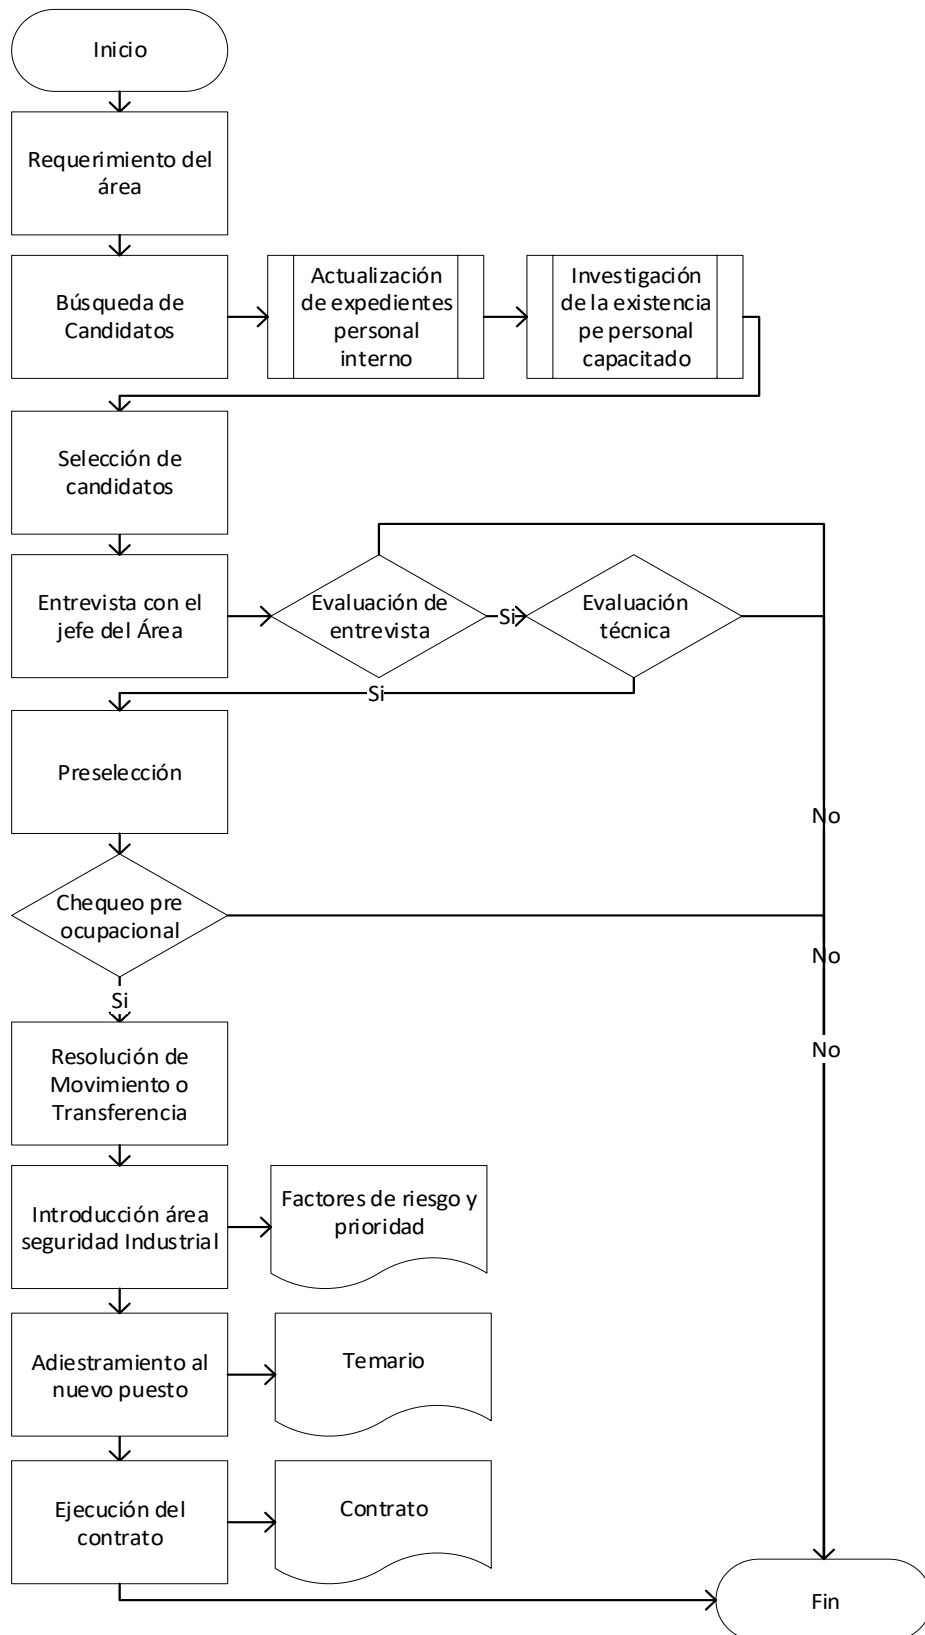 Inicio
Requerimiento del
área
Búsqueda de
Candidatos
Actualización
de expedientes
personal
interno
Investigación
de la existencia
pe personal
capacitado
Selección de
candidatos
Entrevista con el
jefe del Área
Evaluación de
entrevista
Si
Evaluación
técnica
Si
Preselección
No
Chequeo pre
ocupacional
No
Si
No
Resolución de
Movimiento o
Transferencia
Introducción área
seguridad Industrial
Factores de riesgo y
prioridad
Adiestramiento al
nuevo puesto
Temario
Ejecución del
contrato
Contrato
Fin